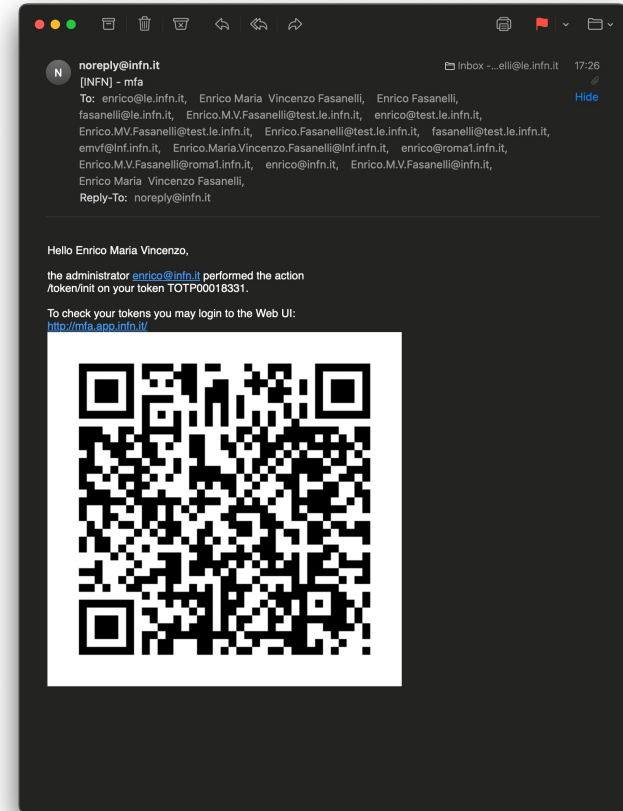 noreply@infn.it
Inbox -...elli@le.infn.it 17:26
[INFN] - mfa
To: enrico@le.infn.it, Enrico Maria Vincenzo Fasanelli, Enrico Fasanelli, Hide
fasanelli@le.infn.it, Enrico.M.V.Fasanelli@test.le.infn.it, enrico@test.le.infn.it,
Enrico.MV.Fasanelli@test.le.infn.it, Enrico.Fasanelli@test.le.infn.it, fasanelli@test.le.infn.it,
emvf@lnf.infn.it, Enrico.Maria.Vincenzo.Fasanelli@lnf.infn.it, enrico@roma1.infn.it,
Enrico.M.V.Fasanelli@roma1.infn.it, enrico@infn.it, Enrico.M.V.Fasanelli@infn.it,
Enrico Maria Vincenzo Fasanelli,
Reply-To: noreply@infn.it
N
Hello Enrico Maria Vincenzo,
the administrator enrico@infn.it performed the action
/token/init on your token TOTP00018331.
To check your tokens you may login to the Web UI:
http://mfa.app.infn.it/